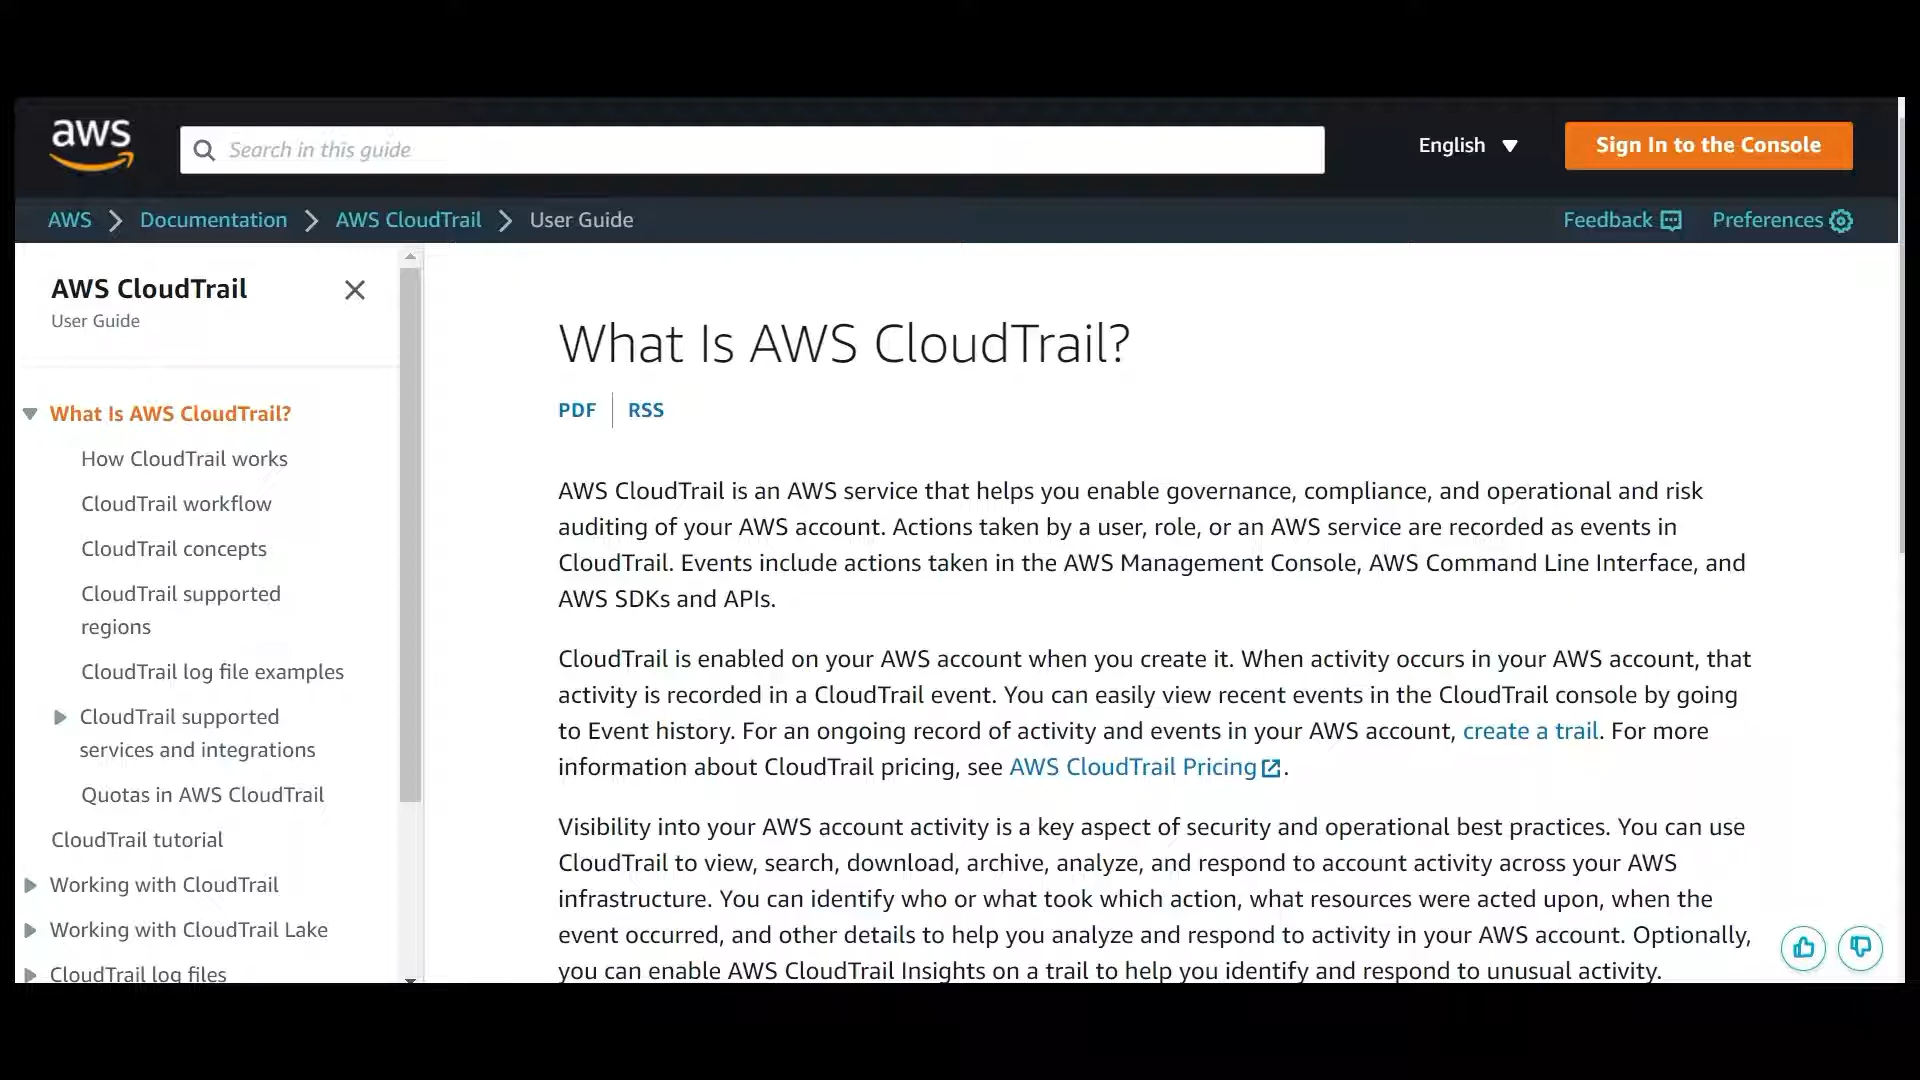 aws
Search in this guide
English
Sign In to the Console
AWS
Documentation
AWS CloudTrail
User Guide
Feedback
Preferences
AWS CloudTrail
User Guide
What Is AWS CloudTrail?
How CloudTrail works
CloudTrail workflow
CloudTrail concepts
CloudTrail supported
regions
CloudTrail log file examples
CloudTrail supported
services and integrations
Quotas in AWS CloudTrail
CloudTrail tutorial
Working with CloudTrail
Working with CloudTrail Lake
CloudTrail log files
What Is AWS CloudTrail?
PDF
RSS
AWS CloudTrail is an AWS service that helps you enable governance, compliance, and operational and risk
auditing of your AWS account. Actions taken by a user, role, or an AWS service are recorded as events in
CloudTrail. Events include actions taken in the AWS Management Console, AWS Command Line Interface, and
AWS SDKs and APIs.
CloudTrail is enabled on your AWS account when you create it. When activity occurs in your AWS account, that
activity is recorded in a CloudTrail event. You can easily view recent events in the CloudTrail console by going
to Event history. For an ongoing record of activity and events in your AWS account, create a trail. For more
information about CloudTrail pricing, see AWS CloudTrail Pricing.
Visibility into your AWS account activity is a key aspect of security and operational best practices. You can use
CloudTrail to view, search, download, archive, analyze, and respond to account activity across your AWS
infrastructure. You can identify who or what took which action, what resources were acted upon, when the
event occurred, and other details to help you analyze and respond to activity in your AWS account. Optionally,
you can enable AWS CloudTrail Insights on a trail to help you identify and respond to unusual activity.